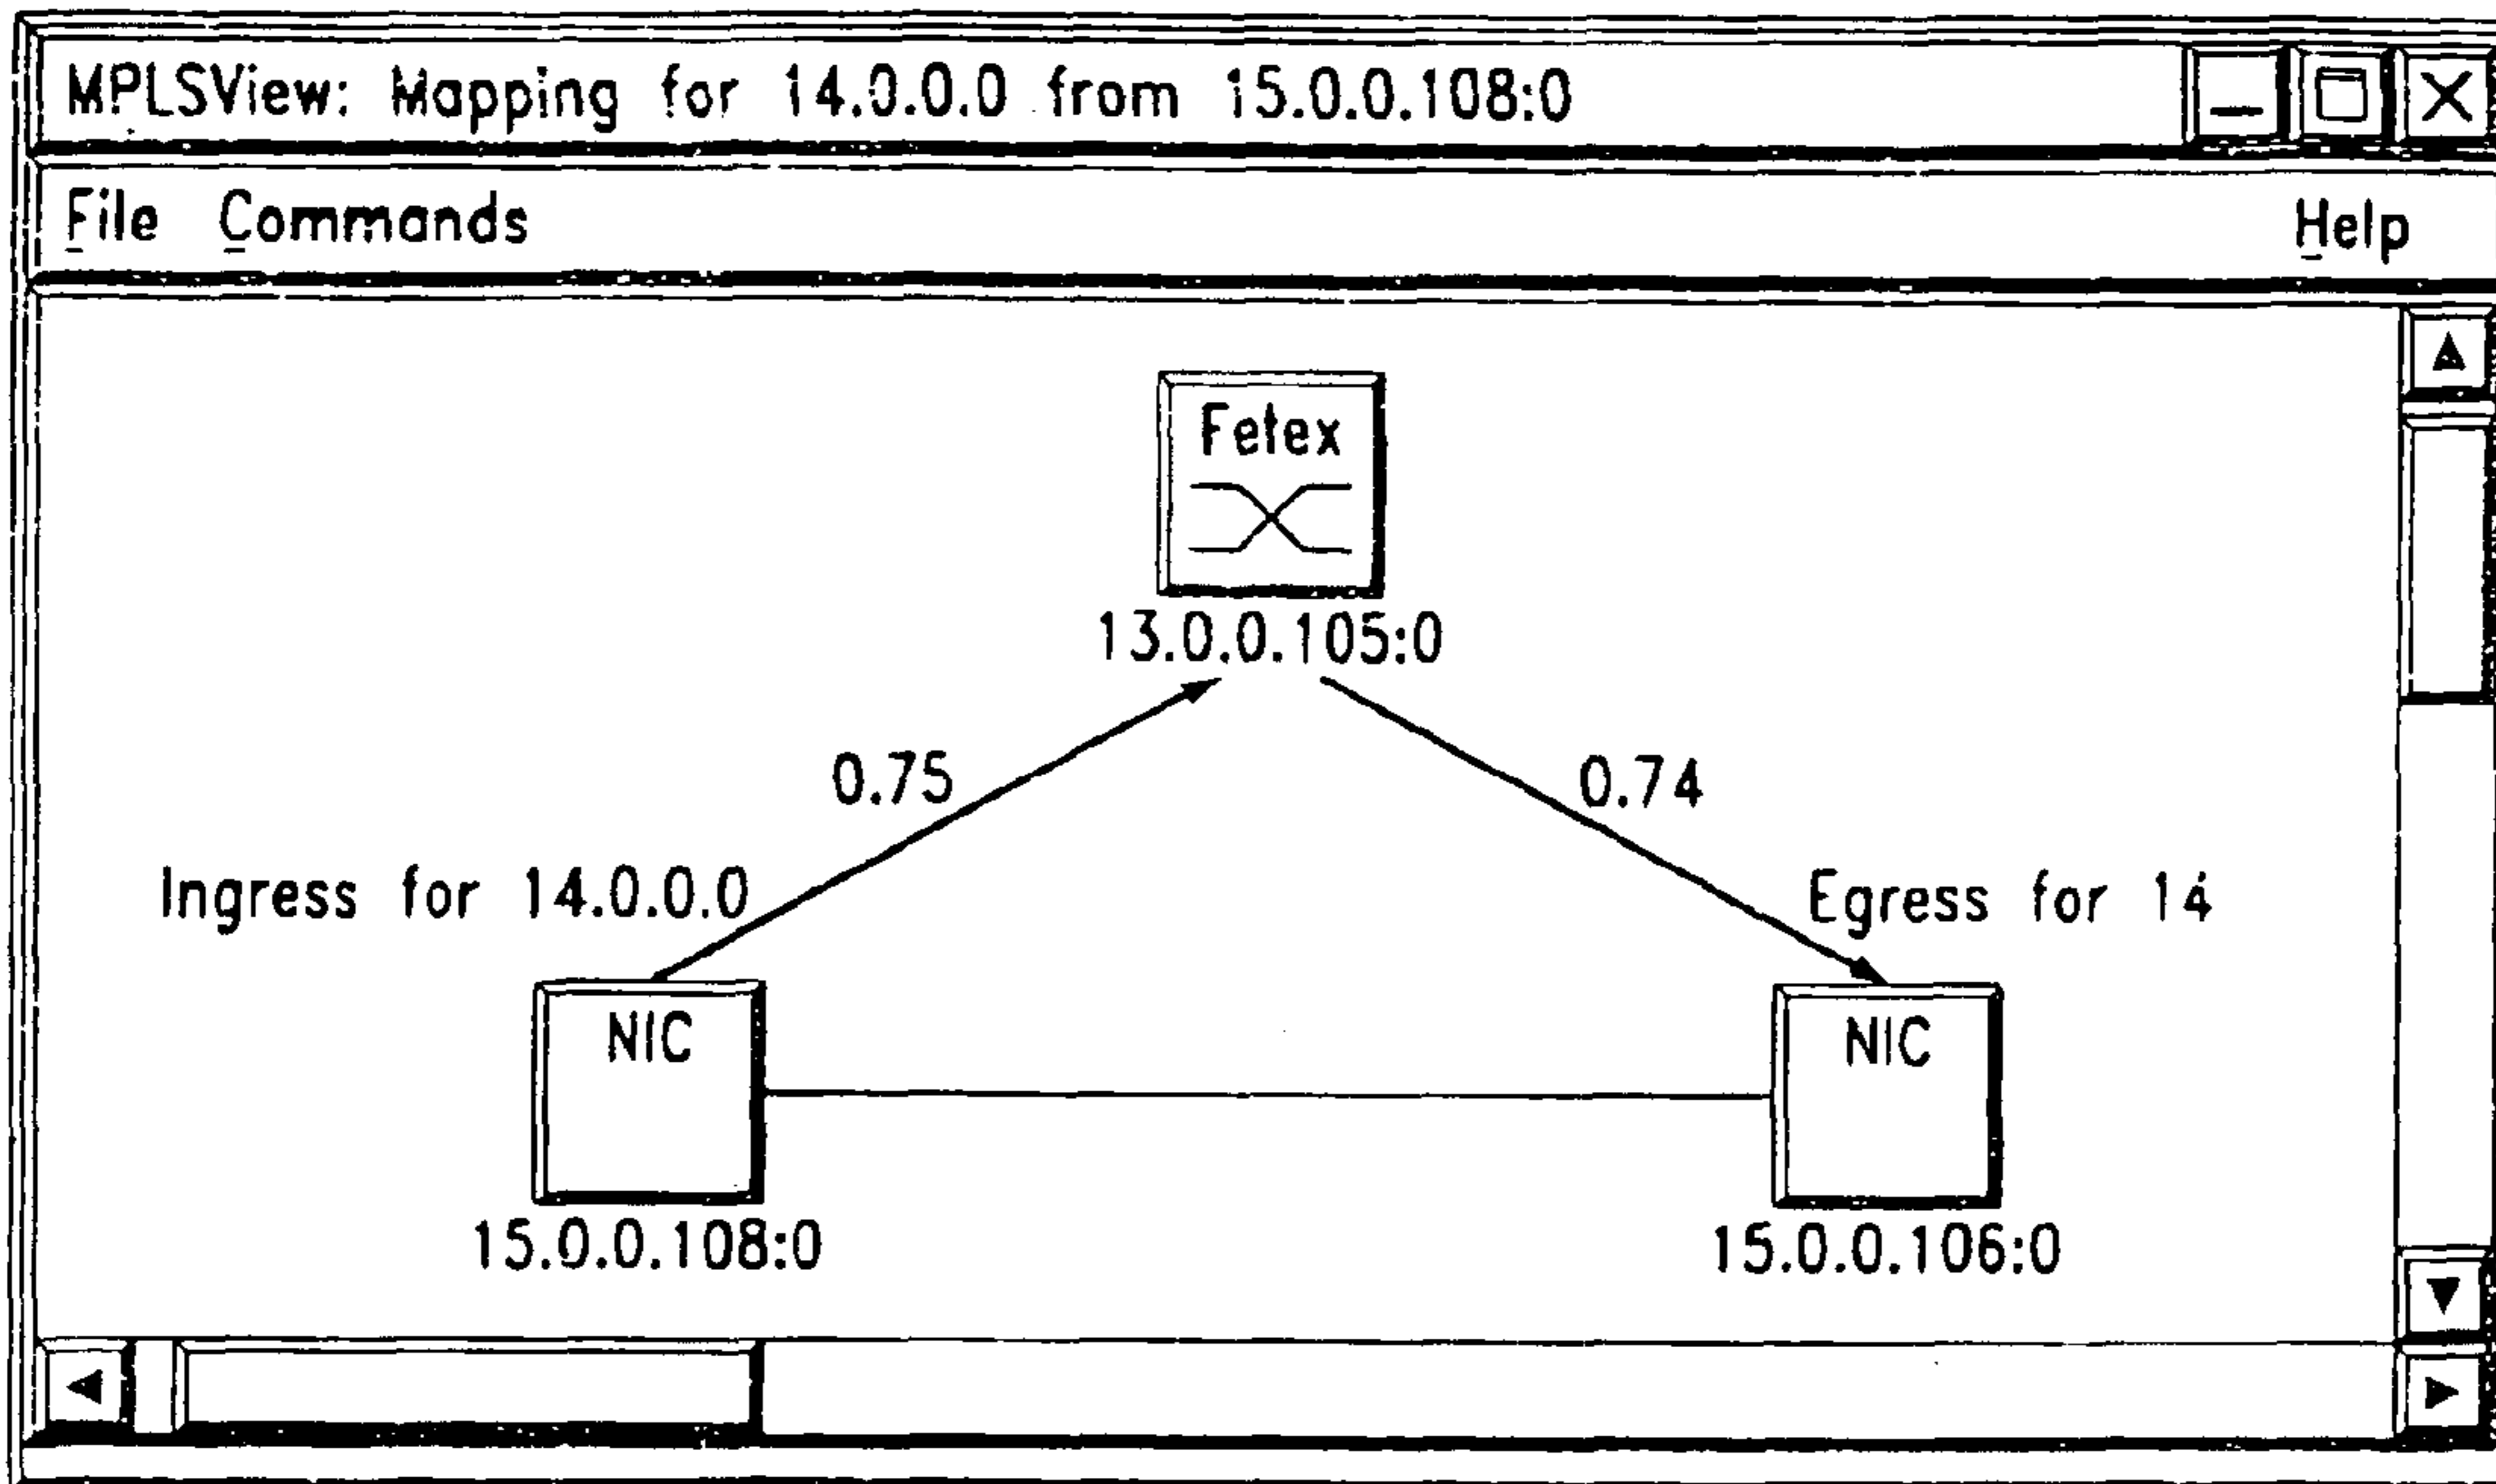 MPLSView: Mapping for 14.0.0.0 from 15.0.0.108:0
File Commands Help
Fetex
13.0.0.105:0
0.75 0.74
Ingress for 14.0.0.0 Egress for 14
NIC NIC
15.0.0.108:0 15.0.0.106:0